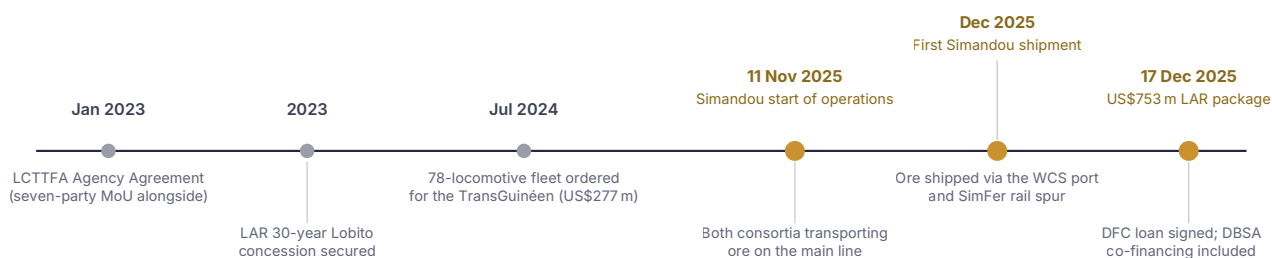 Jan 2023
LCTTFA Agency Agreement
(seven-party MoU alongside)
2023
LAR 30-year Lobito
concession secured
Jul 2024
78-locomotive fleet ordered
for the TransGuinéen (US$277 m)
11 Nov 2025
Simandou start of operations
Both consortia transporting
ore on the main line
Dec 2025
First Simandou shipment
Ore shipped via the WCS port
and SimFer rail spur
17 Dec 2025
US$753 m LAR package
DFC loan signed; DBSA
co-financing included